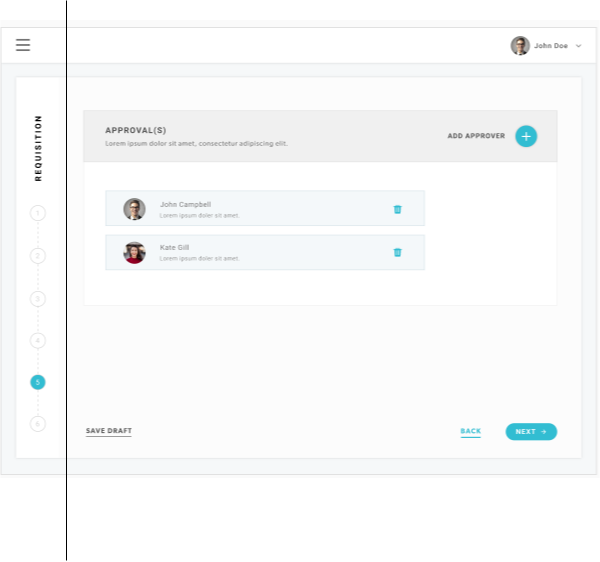 John Doe
REQUISITION
1
2
3
4
5
6
APPROVAL(S)
Lorem ipsum dolor sit amet, consectetur adipiscing elit.
ADD APPROVER
John Campbell
Lorem ipsum doler sit amet.
Kate Gill
Lorem ipsum doler sit amet.
SAVE DRAFT
BACK
NEXT